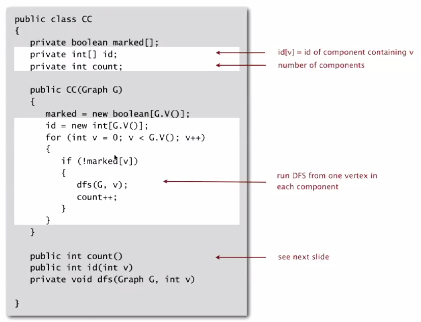 public class CC
{
private boolean marked[];
private int[] id;
id[v] = id of component containing v
private int count;
number of components
public CC(Graph G)
{
marked = new boolean[G.V()];
id = new int[G.V()];
for (int v = 0; v < G.V(); v++)
{
if (!marked[v])
{
dfs(G, v);
run DFS from one vertex in
each component
count++;
}
}
}
public int count()
see next slide
public int id(int v)
private void dfs(Graph G, int v)
}